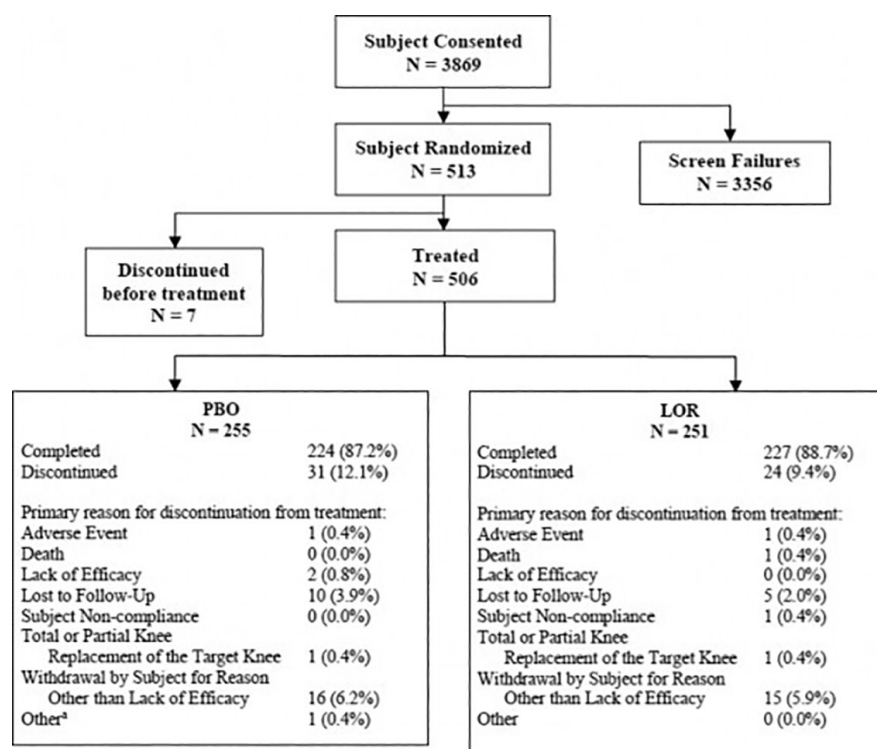 Subject Consented
N = 3869
Subject Randomized
N = 513
Screen Failures
N = 3356
Discontinued
before treatment
N = 7
Treated
N = 506
PBO
N = 255
Completed 224 (87.2%)
Discontinued 31 (12.1%)
Primary reason for discontinuation from treatment:
Adverse Event 1 (0.4%)
Death 0 (0.0%)
Lack of Efficacy 2 (0.8%)
Lost to Follow-Up 10 (3.9%)
Subject Non-compliance 0 (0.0%)
Total or Partial Knee
Replacement of the Target Knee 1 (0.4%)
Withdrawal by Subject for Reason
Other than Lack of Efficacy 16 (6.2%)
Otherᵃ 1 (0.4%)
LOR
N = 251
Completed 227 (88.7%)
Discontinued 24 (9.4%)
Primary reason for discontinuation from treatment:
Adverse Event 1 (0.4%)
Death 1 (0.4%)
Lack of Efficacy 0 (0.0%)
Lost to Follow-Up 5 (2.0%)
Subject Non-compliance 1 (0.4%)
Total or Partial Knee
Replacement of the Target Knee 1 (0.4%)
Withdrawal by Subject for Reason
Other than Lack of Efficacy 15 (5.9%)
Other 0 (0.0%)